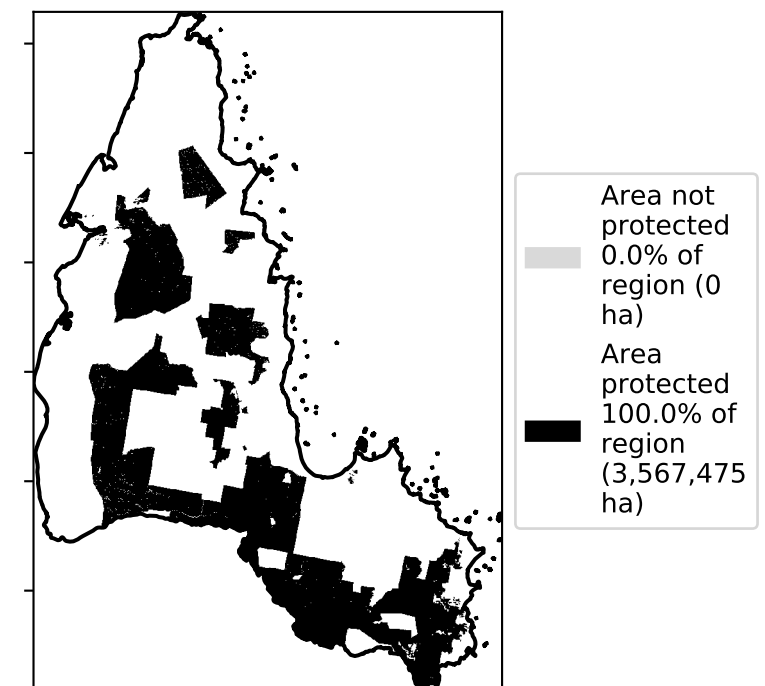 Area not
protected
0.0% of
region (0
ha)
Area
protected
100.0% of
region
(3,567,475
ha)